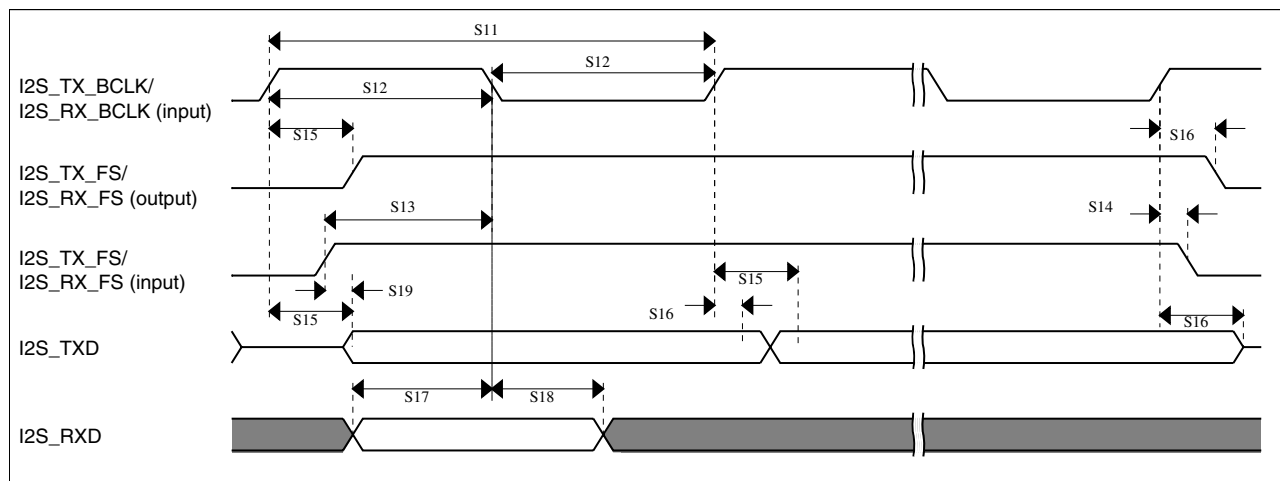 S11
S12
I2S_TX_BCLK/
I2S_RX_BCLK (input)
S12
S15
S16
I2S_TX_FS/
I2S_RX_FS (output)
S13
S14
I2S_TX_FS/
I2S_RX_FS (input)
S15
S19
S15
S16
S16
I2S_TXD
S17
S18
I2S_RXD